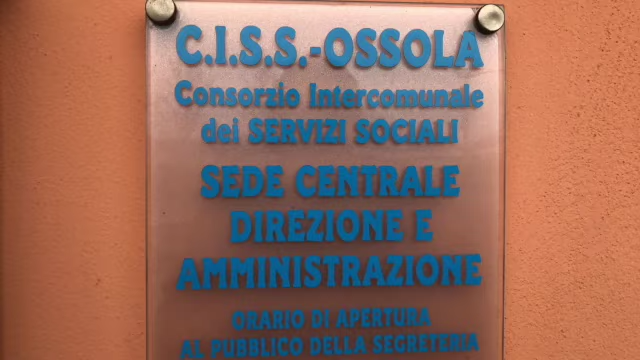 C.I.S.S.-OSSOLA
Consorzio Intercomunale
dei SERVIZI SOCIALI
SEDE CENTRALE
DIREZIONE E
AMMINISTRAZIONE
ORARIO DI APERTURA
AL PUBBLICO DELLA SEGRETERIA